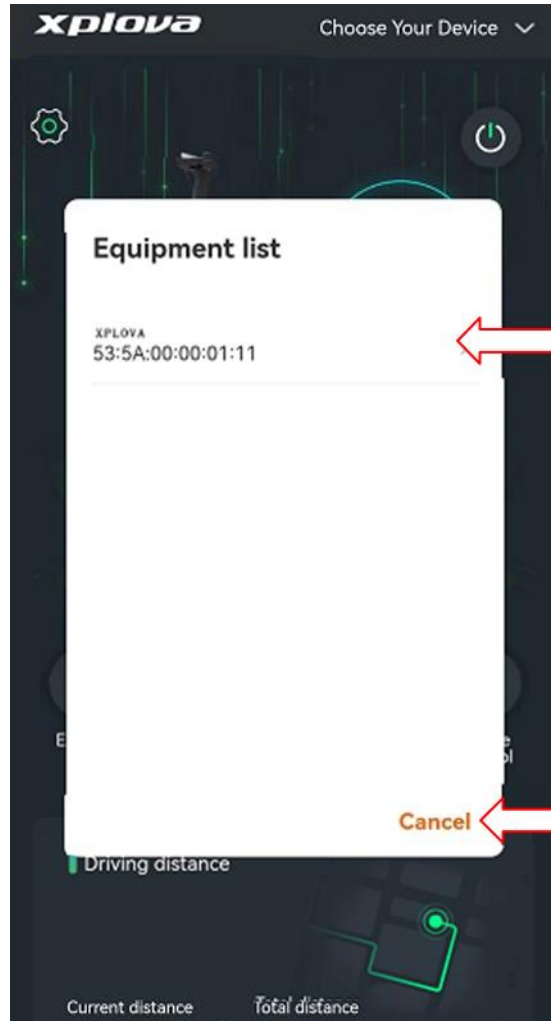 xplova
Choose Your Device
Equipment list
XPLOVA
53:5A:00:00:01:11
Cancel
Driving distance
Current distance
Total distance